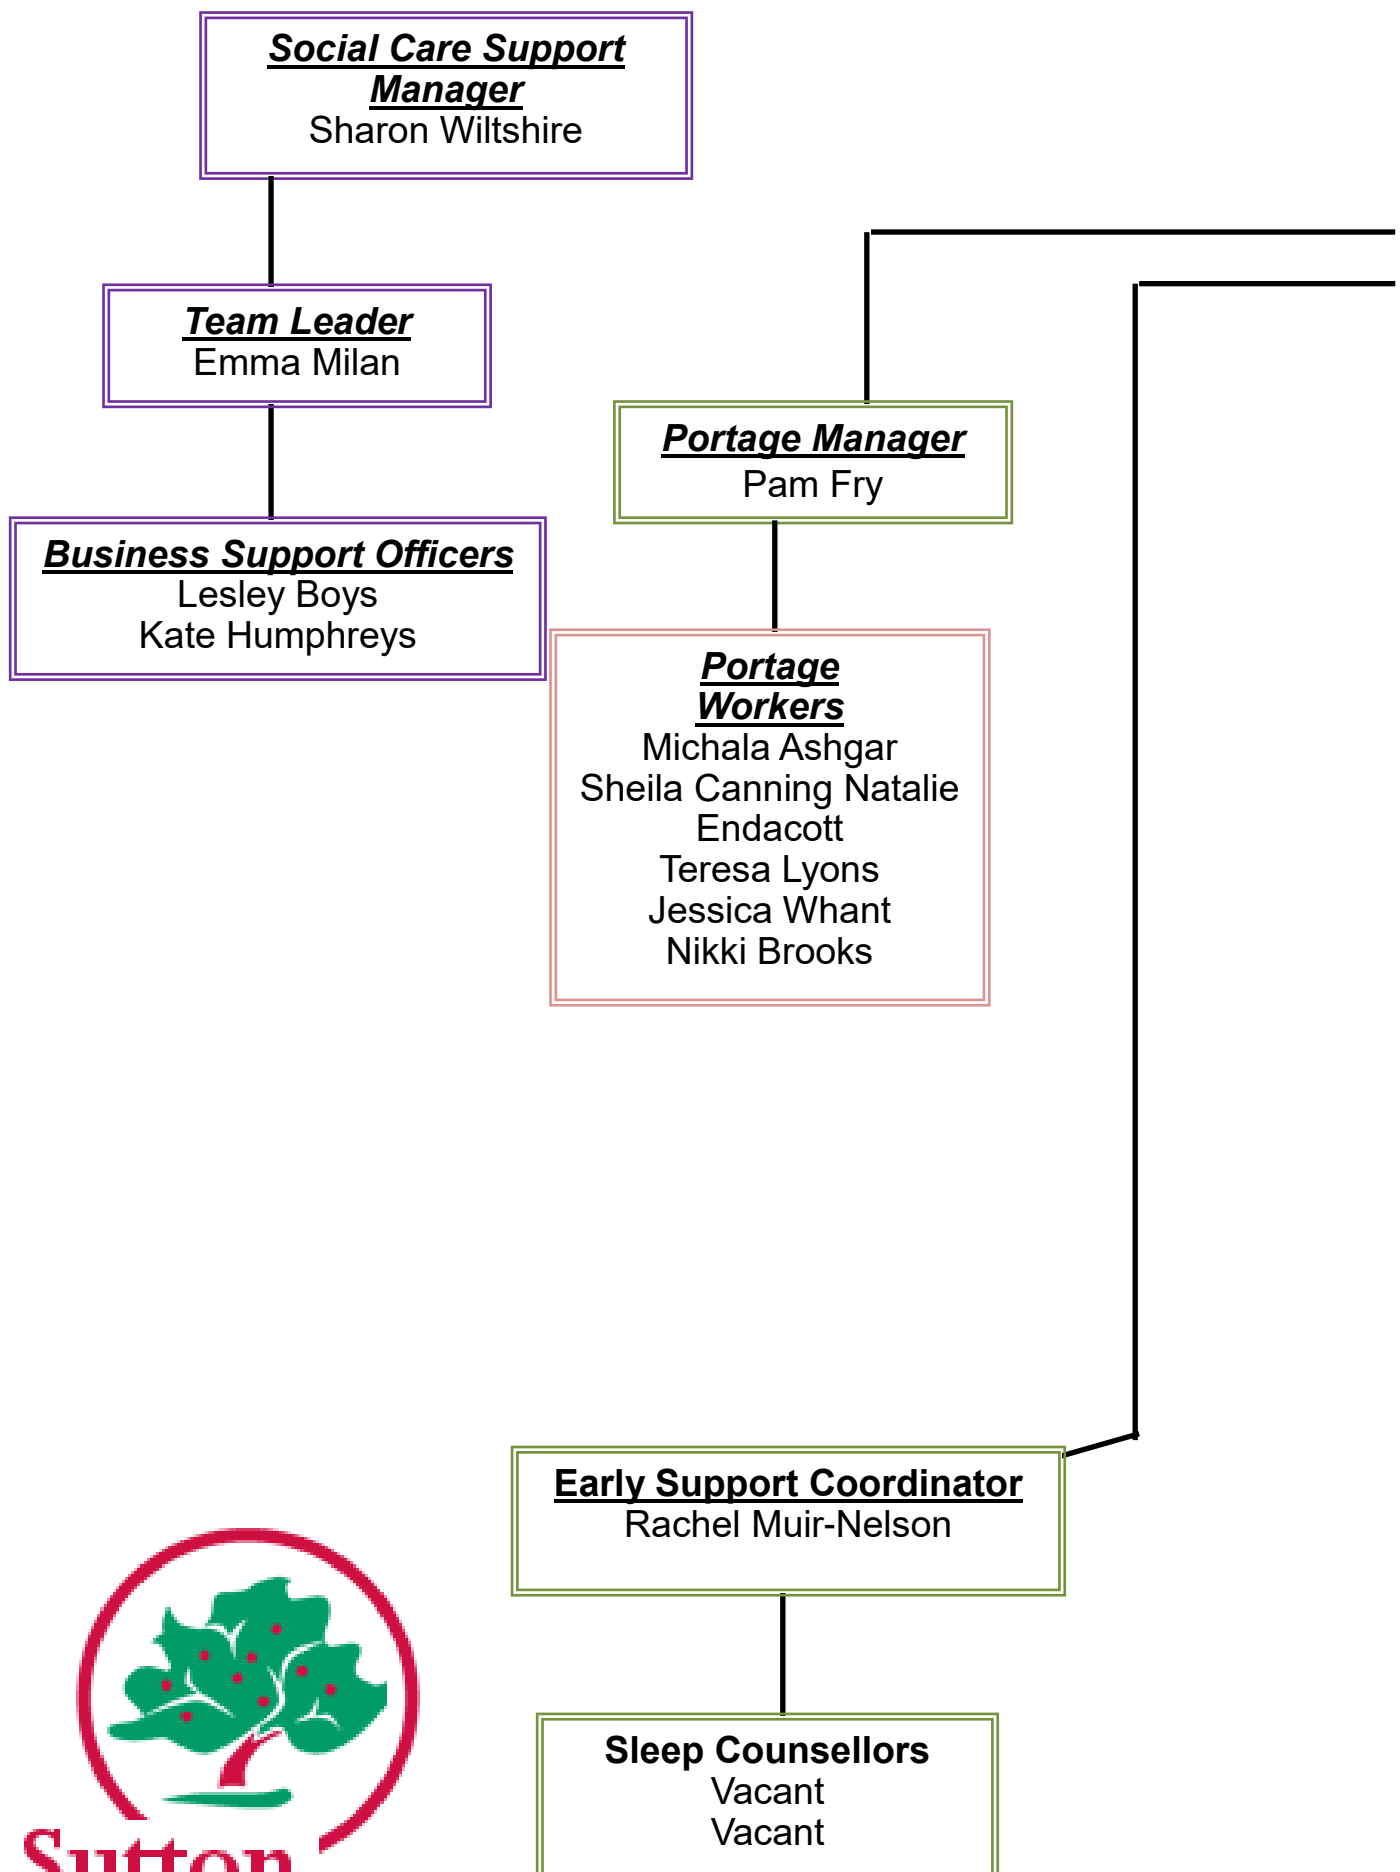 Social Care Support
Manager
Sharon Wiltshire
Team Leader
Emma Milan
Business Support Officers
Lesley Boys
Kate Humphreys
Portage Manager
Pam Fry
Portage
Workers
Michala Ashgar
Sheila Canning Natalie
Endacott
Teresa Lyons
Jessica Whant
Nikki Brooks
Early Support Coordinator
Rachel Muir-Nelson
Sleep Counsellors
Vacant
Vacant
Sutton